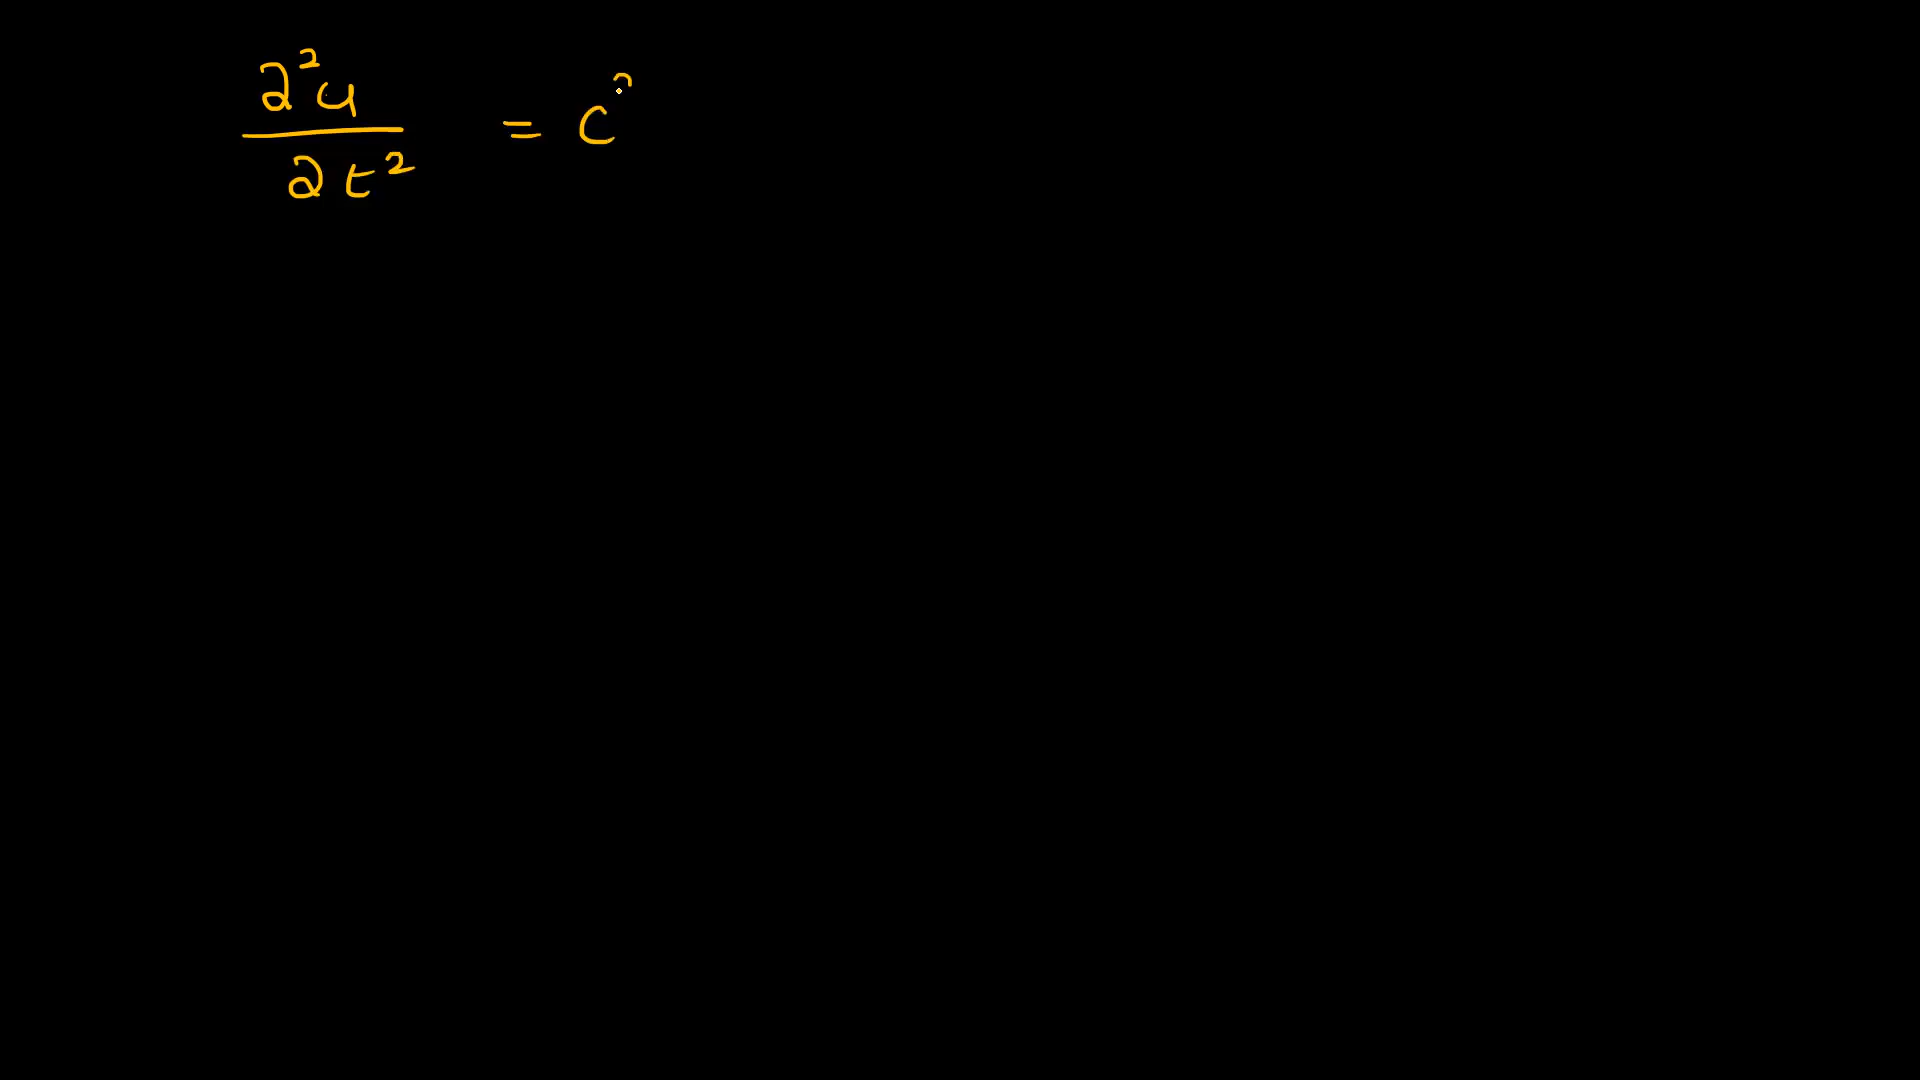 ∂²u/∂t² = c²